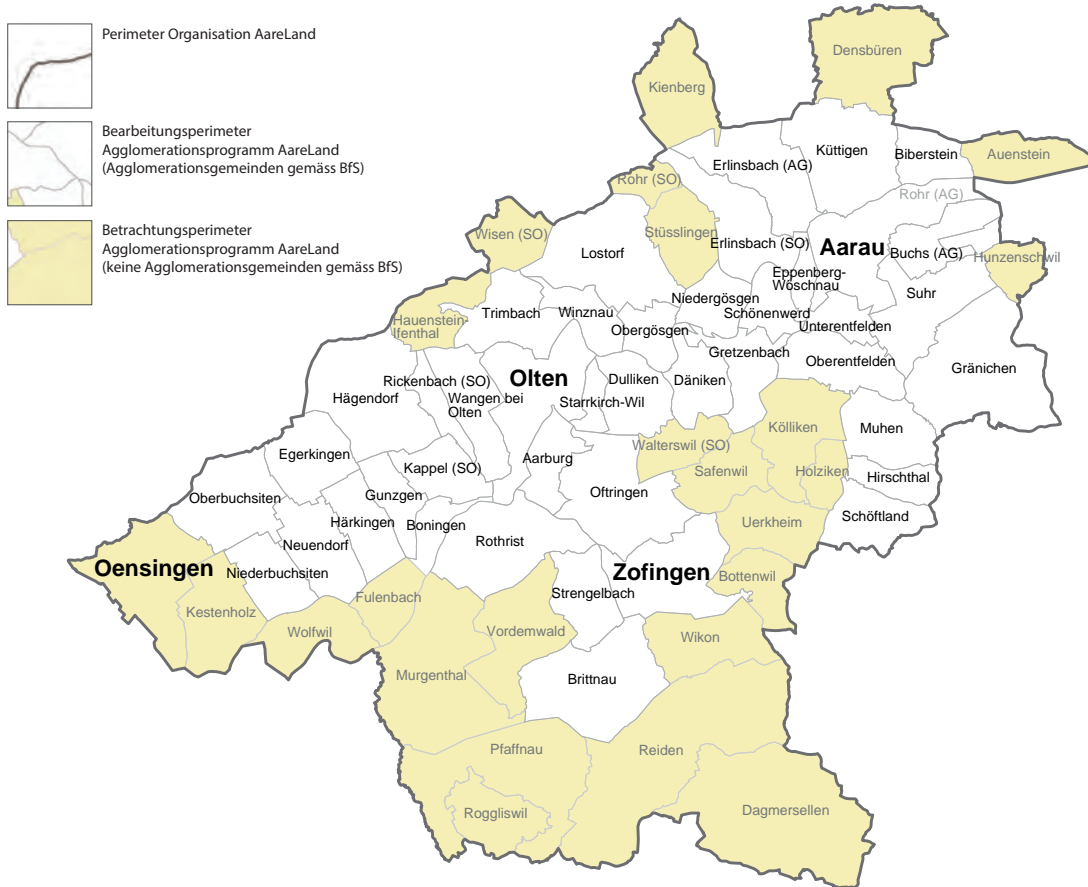 Perimeter Organisation AareLand
Bearbeitungsperimeter
Agglomerationsprogramm AareLand
(Agglomerationsgemeinden gemäss BfS)
Betrachtungsperimeter
Agglomerationsprogramm AareLand
(keine Agglomerationsgemeinden gemäss BfS)
Densbüren
Kienberg
Küttigen
Erlinsbach (AG)
Biberstein
Auenstein
Rohr (SO)
Rohr (AG)
Wisen (SO)
Stüsslingen
Lostorf
Erlinsbach (SO)
Aarau
Buchs (AG)
Hunzenschwil
Eppenberg-
Wöschnau
Suhr
Niedergösgen
Schönenwerd
Hauenstein-
Ifenthal
Trimbach
Winznau
Obergösgen
Unterentfelden
Gretzenbach
Oberentfelden
Gränichen
Rickenbach (SO)
Olten
Dulliken
Däniken
Hägendorf
Wangen bei
Olten
Starrkirch-Wil
Kölliken
Muhen
Walterswil (SO)
Egerkingen
Kappel (SO)
Aarburg
Safenwil
Holziken
Hirschthal
Oberbuchsiten
Gunzgen
Oftringen
Schöftland
Härkingen
Boningen
Uerkheim
Neuendorf
Rothrist
Oensingen
Niederbuchsiten
Zofingen
Bottenwil
Strengelbach
Fulenbach
Kestenholz
Wolfwil
Vordemwald
Wikon
Murgenthal
Brittnau
Pfaffnau
Reiden
Roggliswil
Dagmersellen